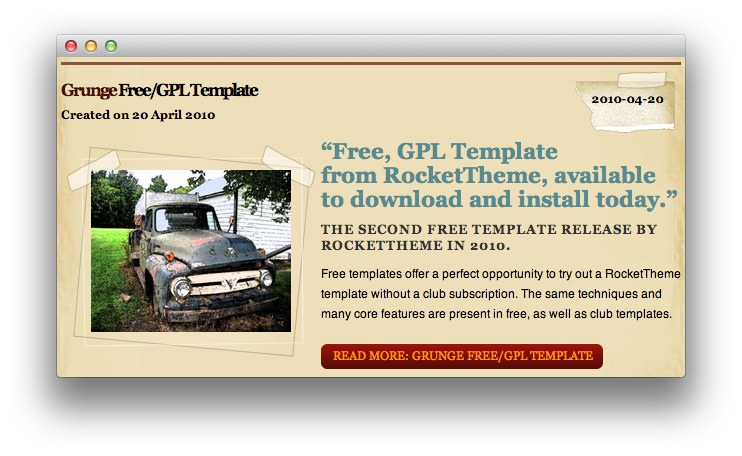 Grunge Free/GPL Template
2010-04-20
Created on 20 April 2010
“Free, GPL Template
from RocketTheme, available
to download and install today.”
THE SECOND FREE TEMPLATE RELEASE BY
ROCKETTHEME IN 2010.
Free templates offer a perfect opportunity to try out a RocketTheme
template without a club subscription. The same techniques and
many core features are present in free, as well as club templates.
READ MORE: GRUNGE FREE/GPL TEMPLATE